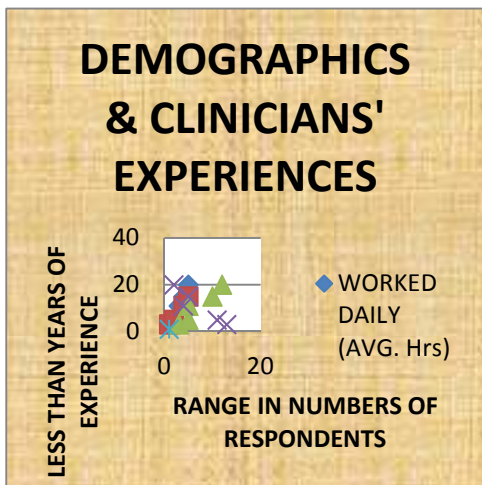 DEMOGRAPHICS
& CLINICIANS'
EXPERIENCES
LESS THAN YEARS OF
EXPERIENCE
40
20
0
0
20
WORKED
DAILY
(AVG. Hrs)
RANGE IN NUMBERS OF
RESPONDENTS